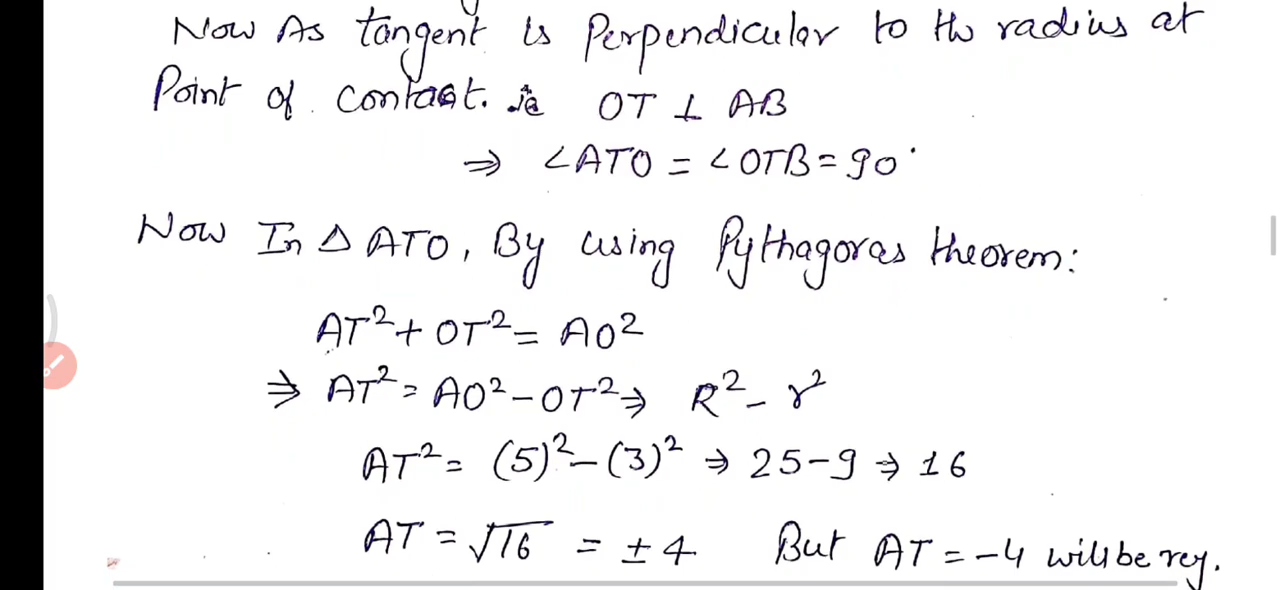 Now As tangent is Perpendicular to the radius at
Point of contact. ie OT ⊥ AB
⇒ ∠ATO = ∠OTB = 90°
Now In △ ATO, By using Pythagoras theorem:
AT² + OT² = AO²
⇒ AT² = AO² - OT² ⇒ R² - r²
AT² = (5)² - (3)² ⇒ 25 - 9 ⇒ 16
AT = √16 = ± 4 But AT = -4 will be rej.